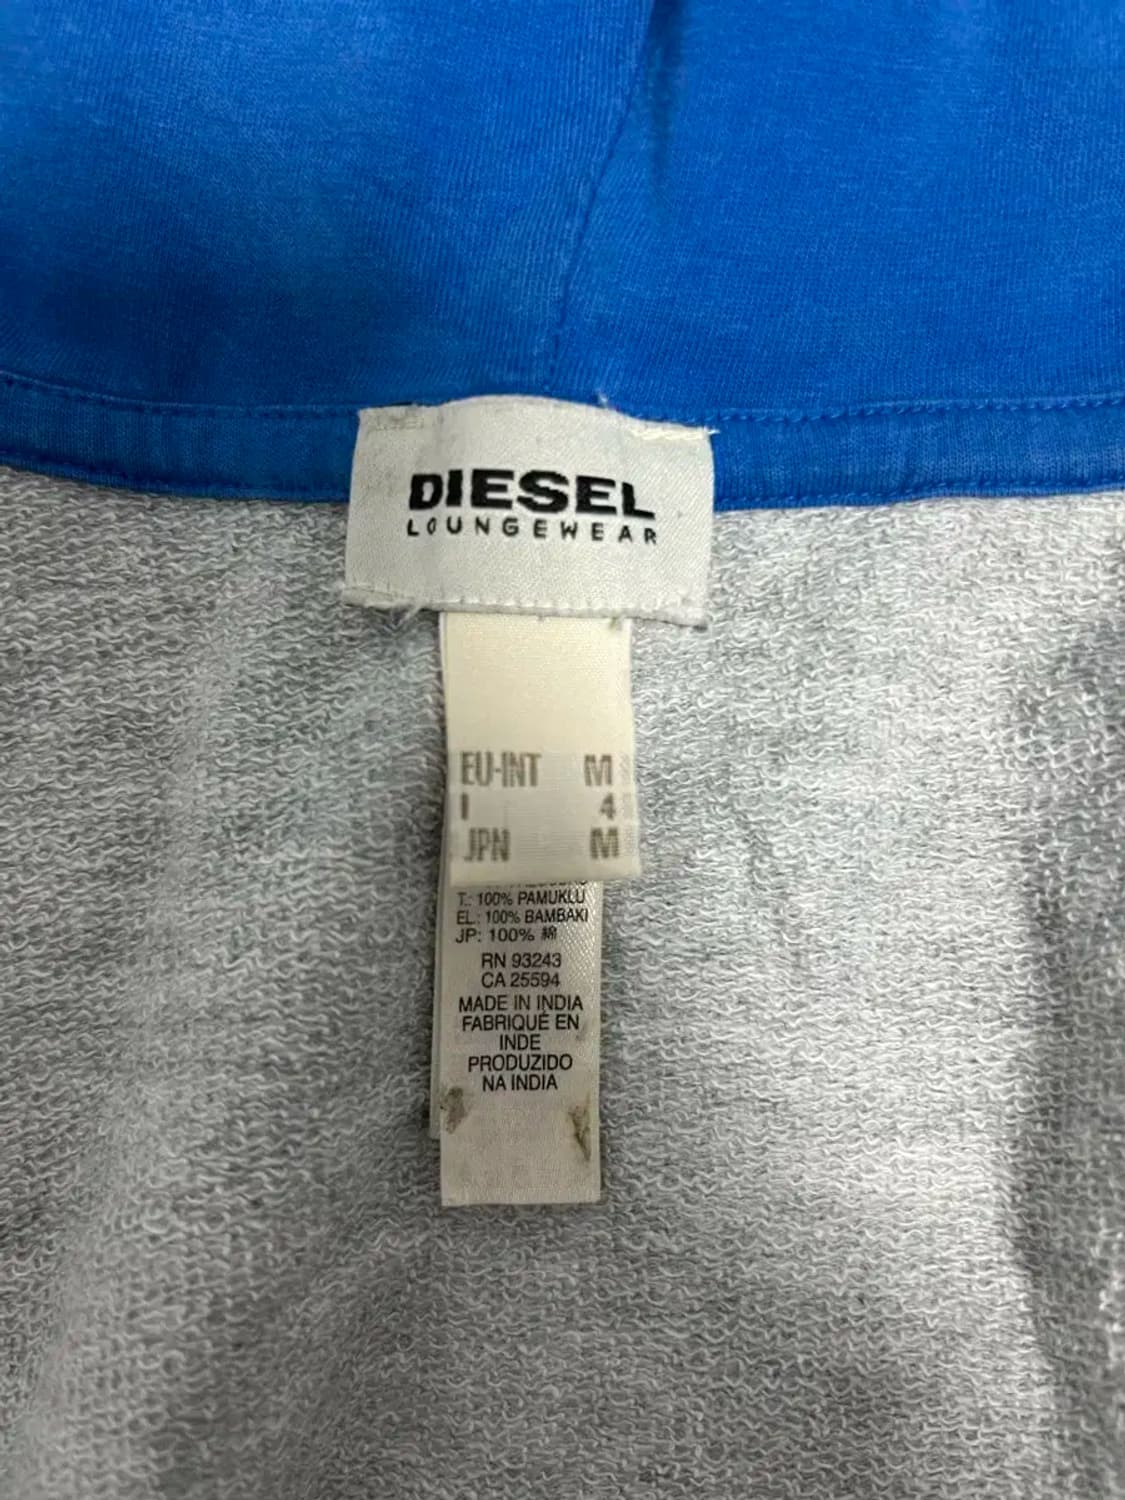 DIESEL
LOUNGEWEAR
EU-INT M
I 4
JPN M
T.: 100% PAMUKLU
EL.: 100% BAMBAKI
JP: 100% 綿
RN 93243
CA 25594
MADE IN INDIA
FABRIQUÉ EN
INDE
PRODUZIDO
NA INDIA